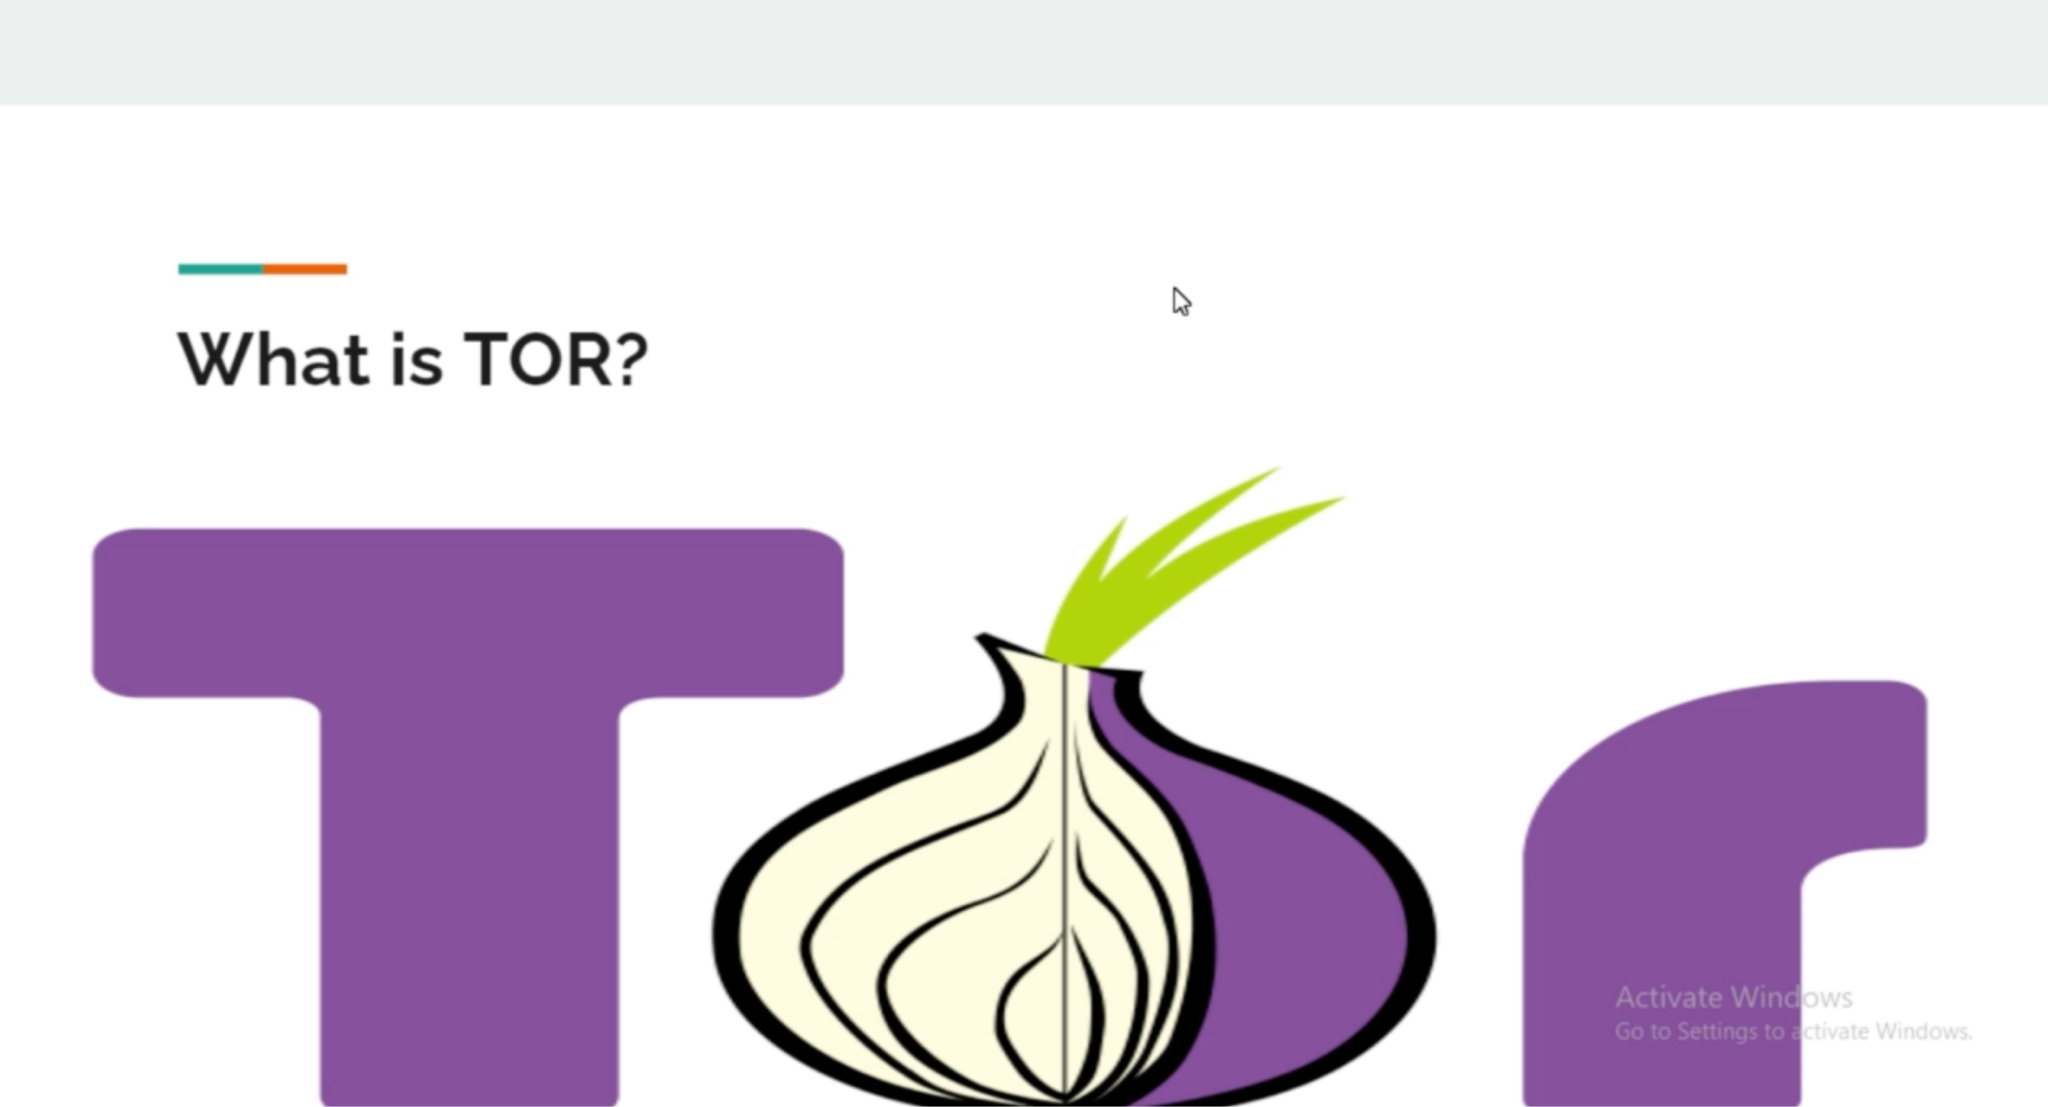 What is TOR?
Tor
Activate Windows
Go to Settings to activate Windows.